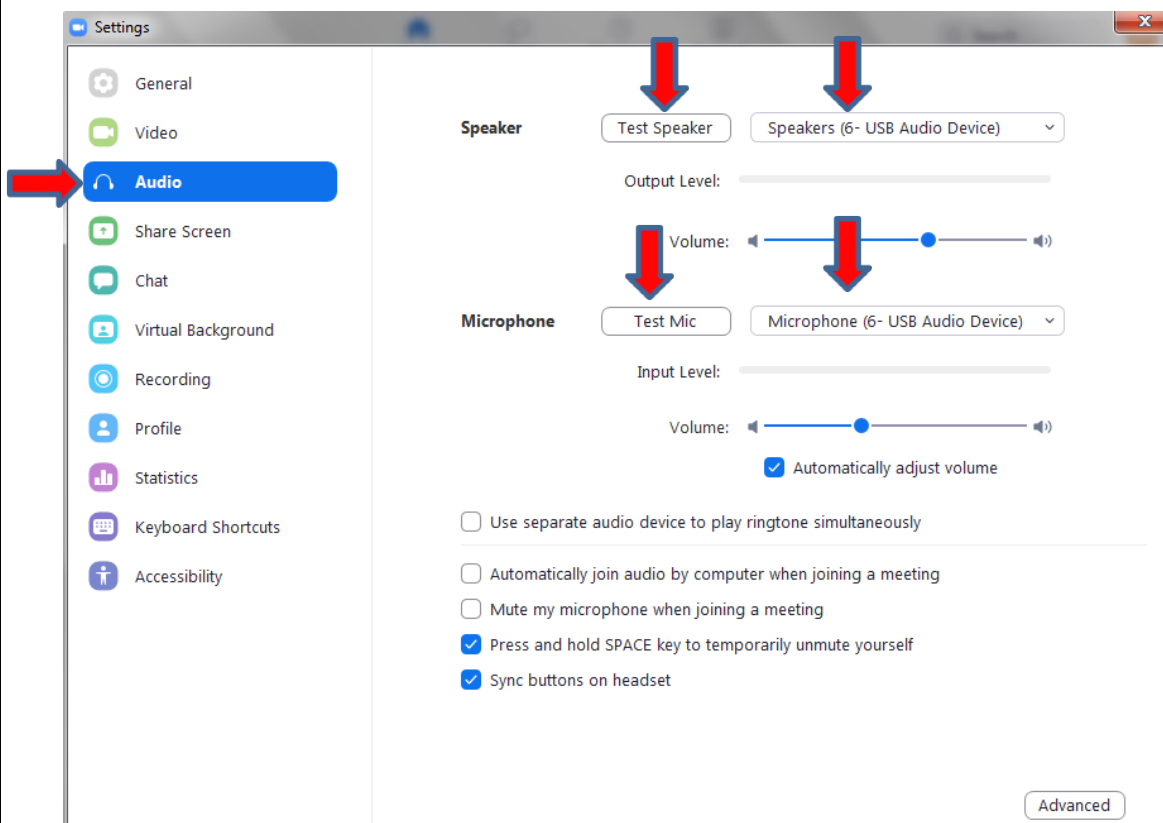 Settings
General
Video
Audio
Share Screen
Chat
Virtual Background
Recording
Profile
Statistics
Keyboard Shortcuts
Accessibility
Speaker Test Speaker Speakers (6- USB Audio Device)
Output Level:
Volume:
Microphone Test Mic Microphone (6- USB Audio Device)
Input Level:
Volume:
Automatically adjust volume
Use separate audio device to play ringtone simultaneously
Automatically join audio by computer when joining a meeting
Mute my microphone when joining a meeting
Press and hold SPACE key to temporarily unmute yourself
Sync buttons on headset
Advanced